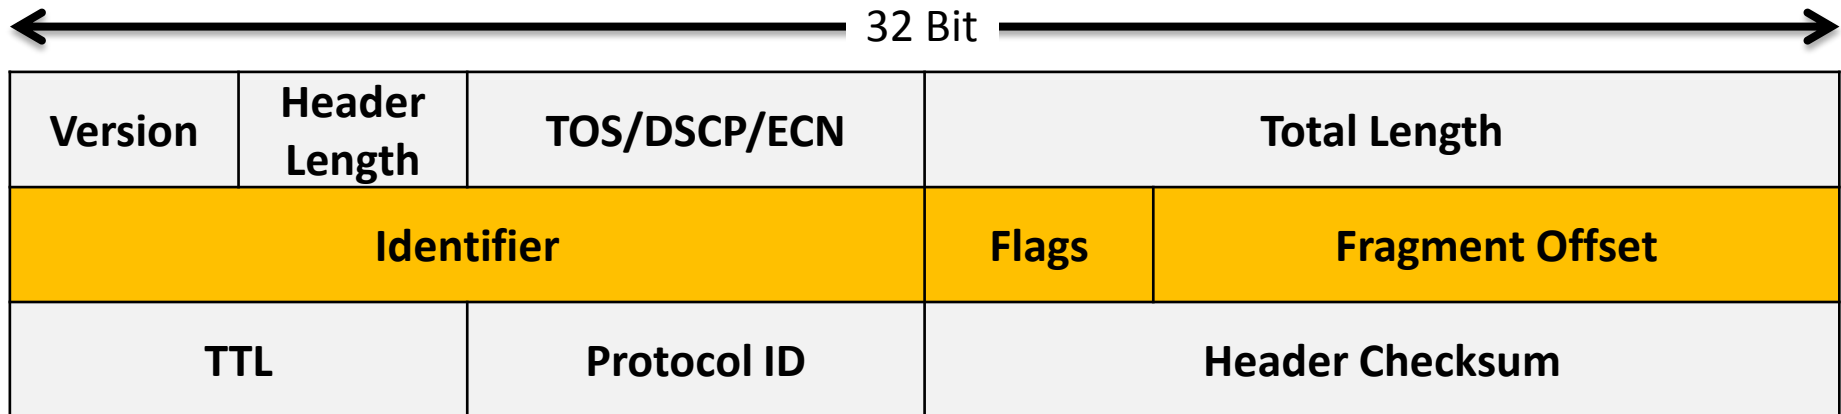 32 Bit
Version
Header
Length
TOS/DSCP/ECN
Total Length
Identifier
Flags
Fragment Offset
TTL
Protocol ID
Header Checksum